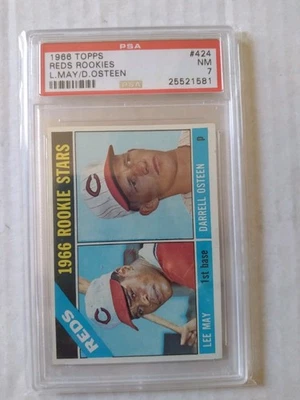 PSA
1966 TOPPS #424
REDS ROOKIES NM
L.MAY/D.OSTEEN 7
25521581
1966 ROOKIE STARS
REDS
LEE MAY 1st base
DARRELL OSTEEN p